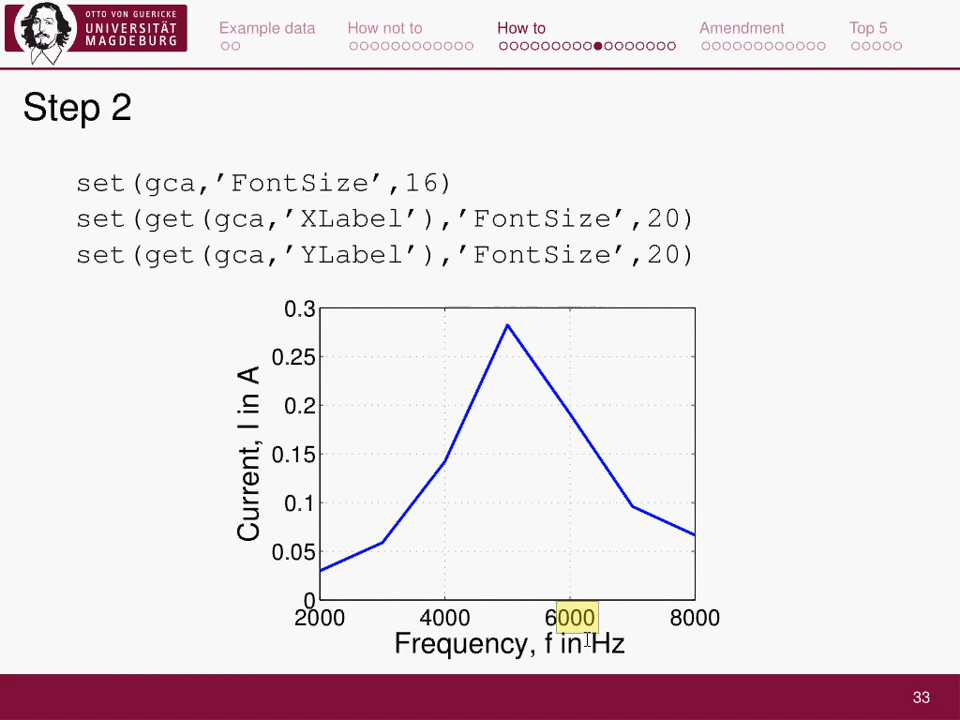 OTTO VON GUERICKE
UNIVERSITÄT
MAGDEBURG
Example data
How not to
How to
Amendment
Top 5
Step 2
set(gca,'FontSize',16)
set(get(gca,'XLabel'),'FontSize',20)
set(get(gca,'YLabel'),'FontSize',20)
0.3
0.25
0.2
0.15
0.1
0.05
0
Current, I in A
2000 4000 6000 8000
Frequency, f in Hz
33